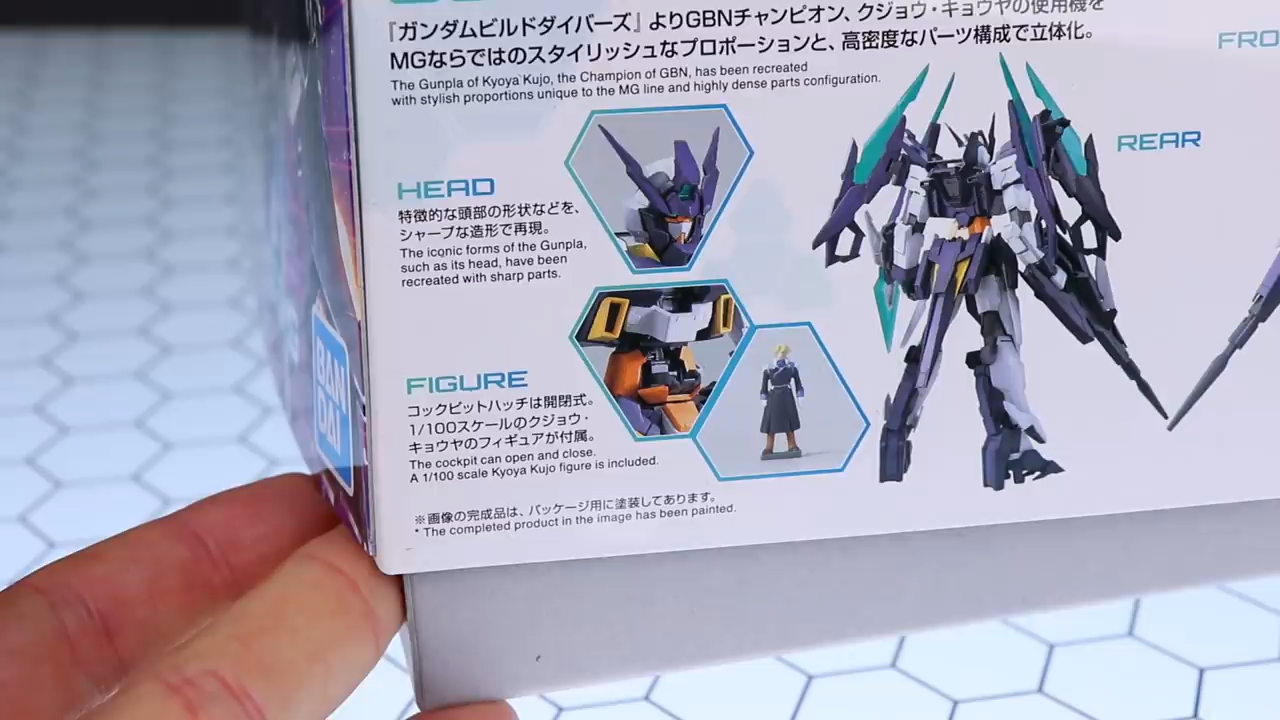 『ガンダムビルドダイバーズ』よりGBNチャンピオン、クジョウ・キョウヤの使用機を
MGならではのスタイリッシュなプロポーションと、高密度なパーツ構成で立体化。
The Gunpla of Kyoya Kujo, the Champion of GBN, has been recreated
with stylish proportions unique to the MG line and highly dense parts configuration.
FRO
REAR
HEAD
特徴的な頭部の形状などを、
シャープな造形で再現。
The iconic forms of the Gunpla,
such as its head, have been
recreated with sharp parts.
FIGURE
コックピットハッチは開閉式。
1/100スケールのクジョウ・
キョウヤのフィギュアが付属。
The cockpit can open and close.
A 1/100 scale Kyoya Kujo figure is included.
※画像の完成品は、パッケージ用に塗装してあります。
* The completed product in the image has been painted.
BAN
DAI